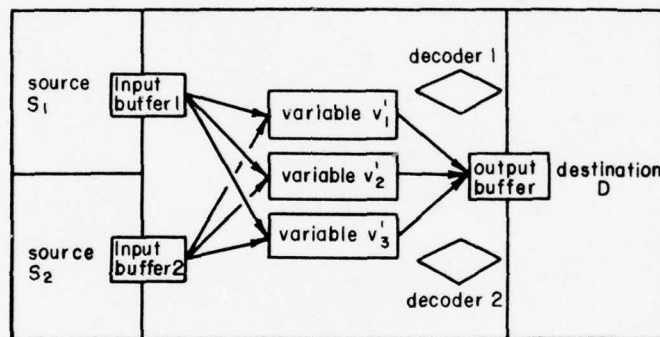 source
S1
Input
buffer1
source
S2
Input
buffer2
variable v'1
variable v'2
variable v'3
decoder 1
output
buffer
destination
D
decoder 2